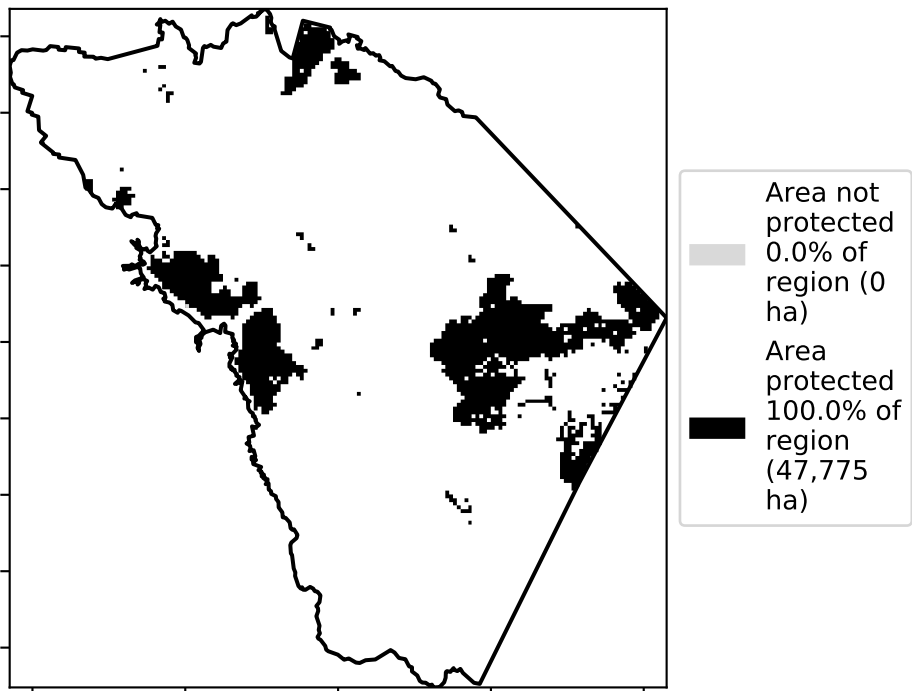 Area not
protected
0.0% of
region (0
ha)
Area
protected
100.0% of
region
(47,775
ha)